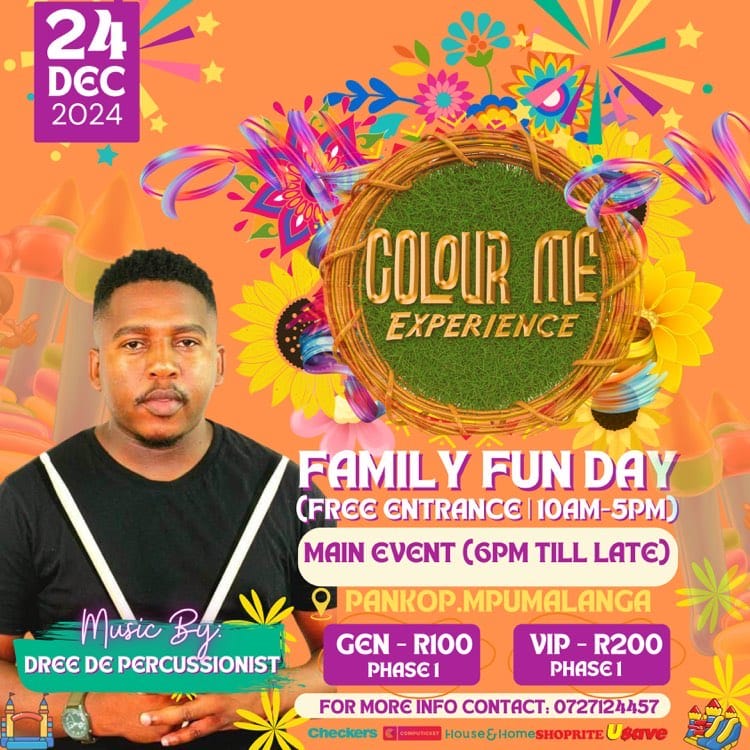 24
DEC
2024
COLOUR ME
EXPERIENCE
FAMILY FUN DAY
(FREE ENTRANCE | 10AM-5PM)
MAIN EVENT (6PM TILL LATE)
PANKOP.MPUMALANGA
Music By:
DREE DE PERCUSSIONIST
GEN - R100
PHASE 1
VIP - R200
PHASE 1
FOR MORE INFO CONTACT: 0727124457
Checkers COMPUTICKET House&Home SHOPRITE Usave